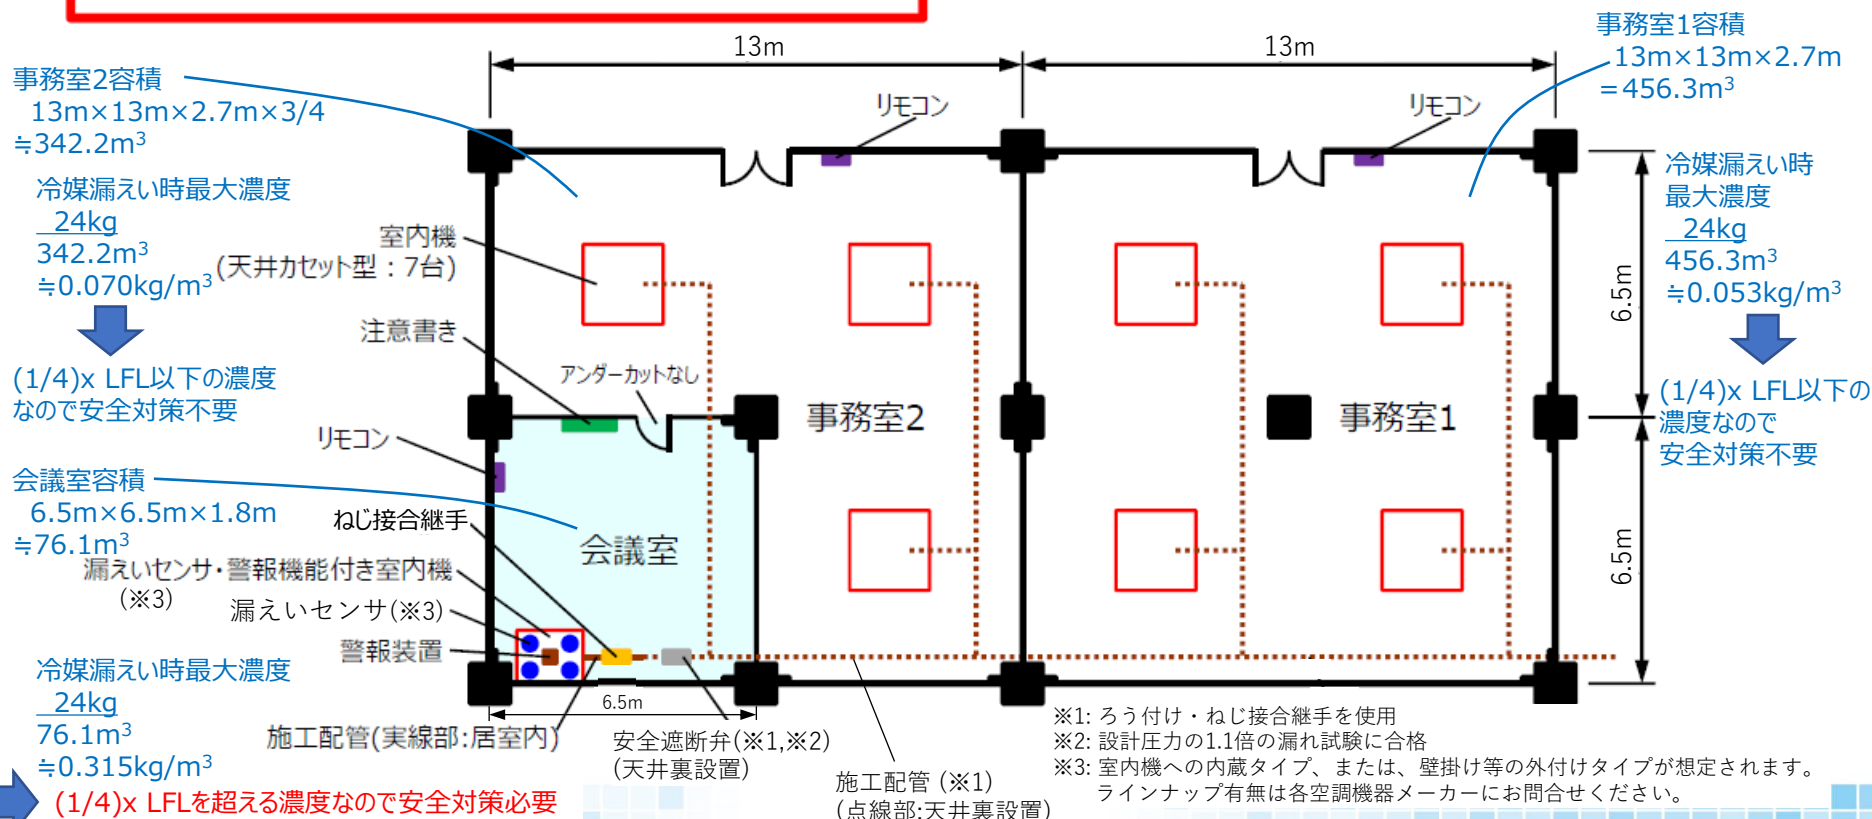 13m
13m
事務室1容積
13m×13m×2.7m
＝456.3m³
事務室2容積
13m×13m×2.7m×3/4
≒342.2m³
リモコン
リモコン
冷媒漏えい時最大濃度
24kg
342.2m³
≒0.070kg/m³
冷媒漏えい時
最大濃度
24kg
456.3m³
≒0.053kg/m³
室内機
(天井カセット型：7台)
6.5m
注意書き
アンダーカットなし
(1/4)x LFL以下の濃度
なので安全対策不要
(1/4)x LFL以下の
濃度なので
安全対策不要
事務室2
事務室1
リモコン
会議室容積
6.5m×6.5m×1.8m
≒76.1m³
ねじ接合継手
会議室
6.5m
漏えいセンサ・警報機能付き室内機
(※3)
漏えいセンサ(※3)
警報装置
冷媒漏えい時最大濃度
24kg
76.1m³
≒0.315kg/m³
(1/4)x LFLを超える濃度なので安全対策必要
6.5m
施工配管(実線部:居室内)
安全遮断弁(※1,※2)
(天井裏設置)
施工配管 (※1)
(点線部:天井裏設置)
※1: ろう付け・ねじ接合継手を使用
※2: 設計圧力の1.1倍の漏れ試験に合格
※3: 室内機への内蔵タイプ、または、壁掛け等の外付けタイプが想定されます。
ラインナップ有無は各空調機器メーカーにお問合せください。